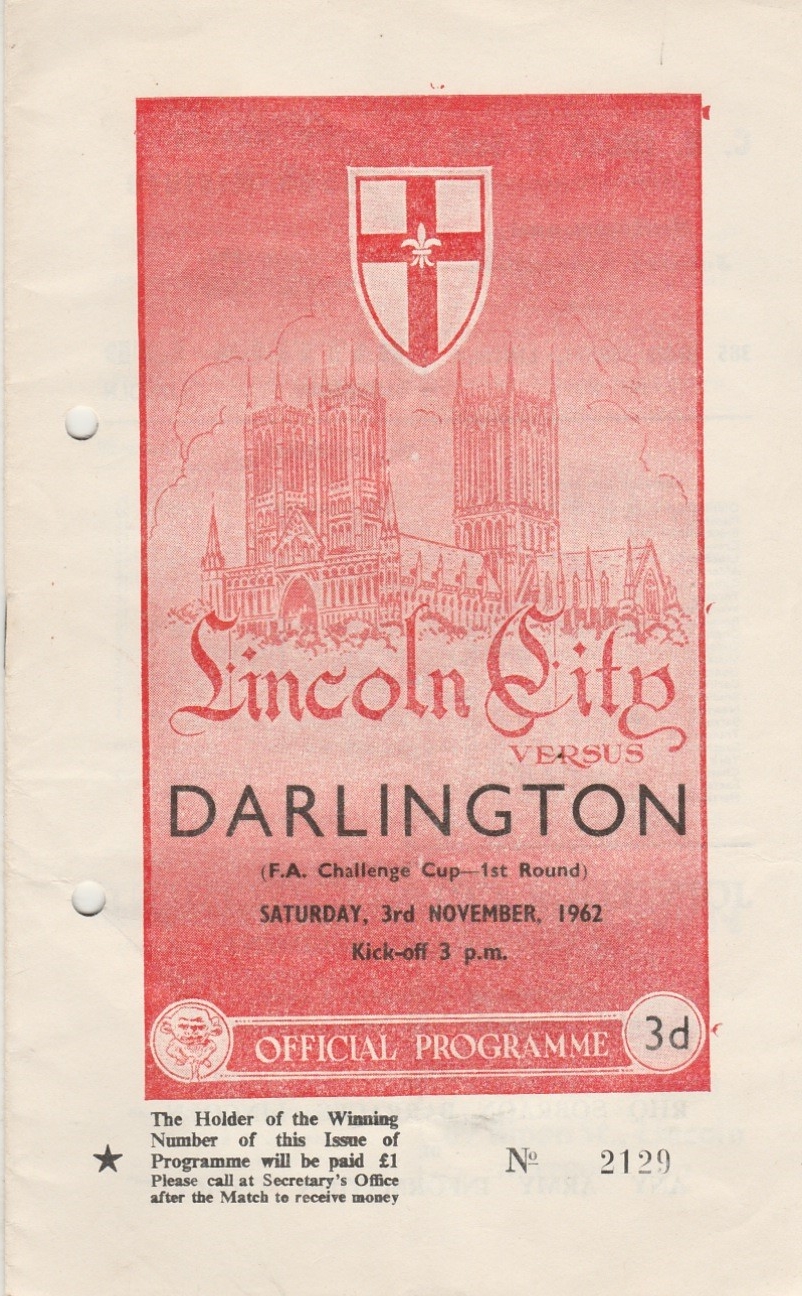 Lincoln City
VERSUS
DARLINGTON
(F.A. Challenge Cup—1st Round)
SATURDAY, 3rd NOVEMBER, 1962
Kick-off 3 p.m.
OFFICIAL PROGRAMME 3d
The Holder of the Winning
Number of this Issue of
★ Programme will be paid £1 Nº 2129
Please call at Secretary's Office
after the Match to receive money